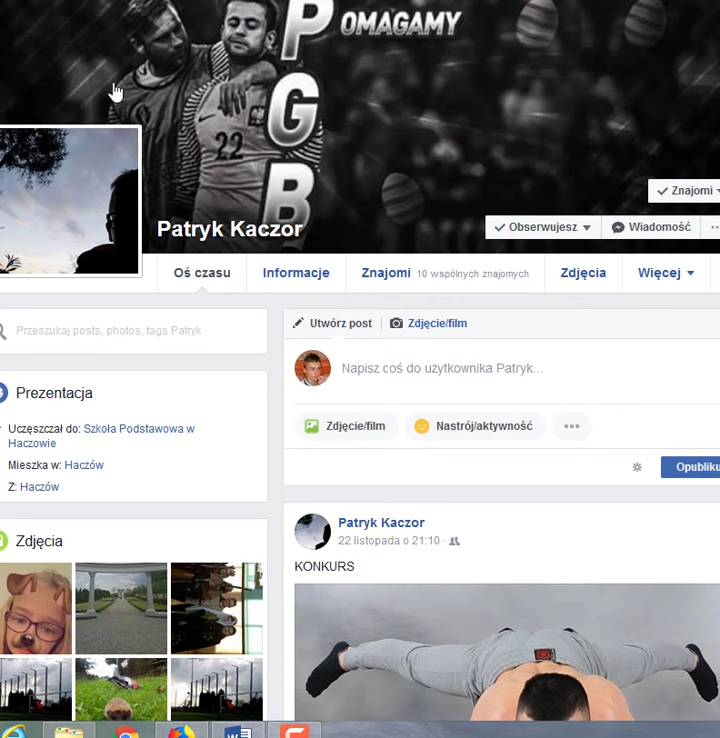 POMAGAMY
G
B
22
Patryk Kaczor
Znajomi
Obserwujesz
Wiadomość
Oś czasu
Informacje
Znajomi 10 wspólnych znajomych
Zdjęcia
Więcej
Przeszukaj posts, photos, tags Patryk
Utwórz post
Zdjęcie/film
Napisz coś do użytkownika Patryk...
Zdjęcie/film
Nastrój/aktywność
Opubliku
Prezentacja
Uczęszczał do: Szkoła Podstawowa w
Haczowie
Mieszka w: Haczów
Z: Haczów
Zdjęcia
Patryk Kaczor
22 listopada o 21:10
KONKURS